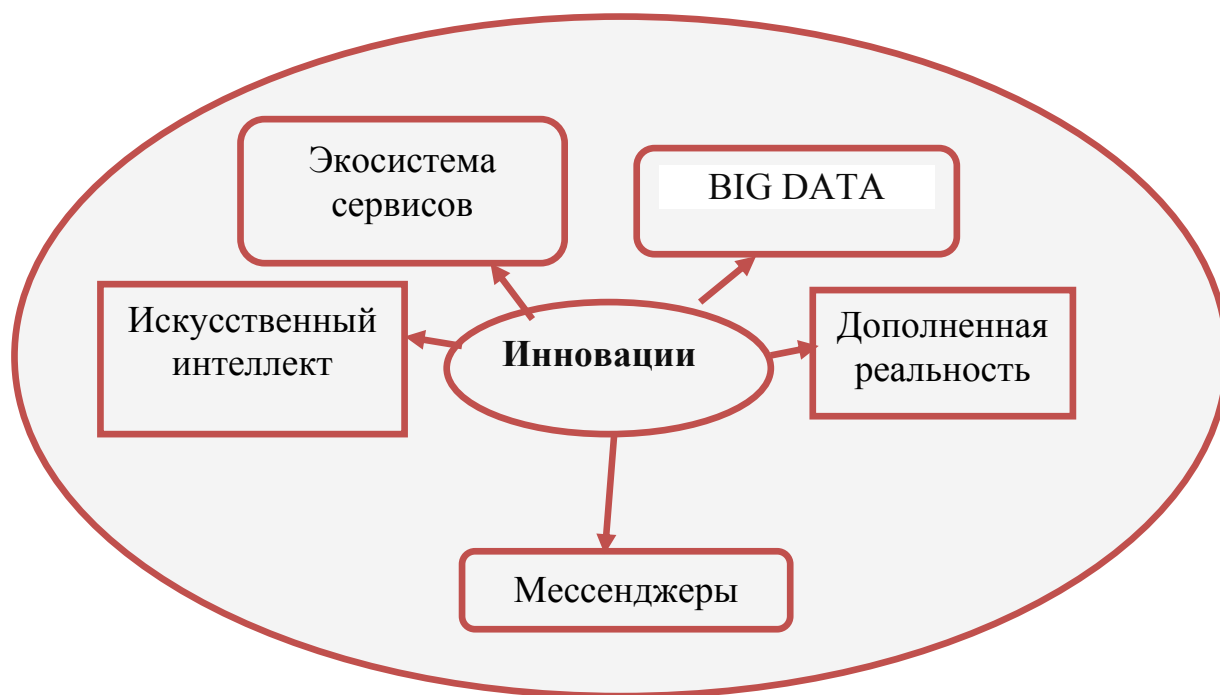 Экосистема
сервисов
BIG DATA
Искусственный
интеллект
Инновации
Дополненная
реальность
Мессенджеры